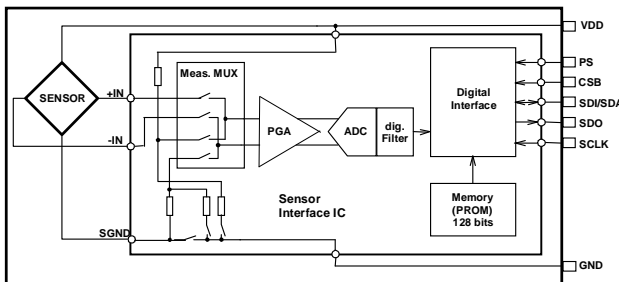 VDD
Meas. MUX
PS
+IN
CSB
SENSOR
Digital
Interface
SDI/SDA
PGA
ADC
dig.
Filter
SDO
-IN
SCLK
Sensor
Interface IC
Memory
(PROM)
128 bits
SGND
GND